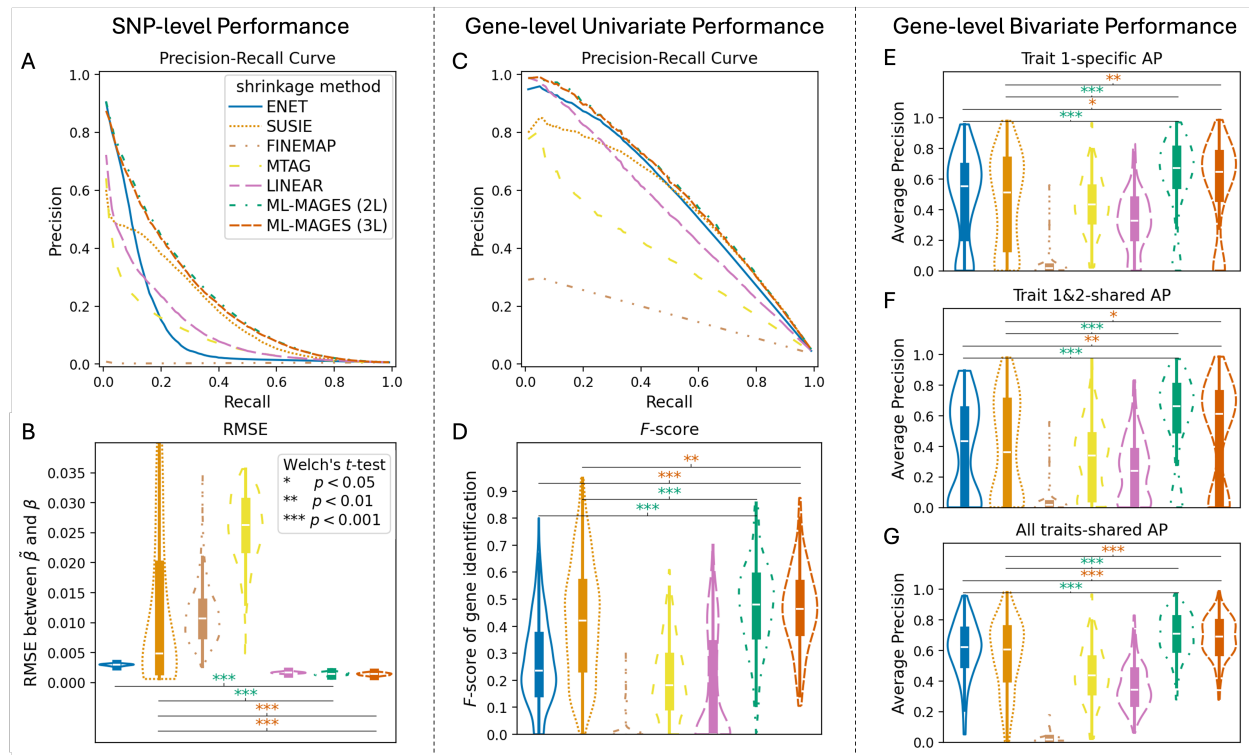 SNP-level Performance
Gene-level Univariate Performance
Gene-level Bivariate Performance
A
Precision-Recall Curve
1.0
0.8
0.6
0.4
0.2
0.0
Precision
0.0 0.2 0.4 0.6 0.8 1.0
Recall
shrinkage method
ENET
SUSIE
FINEMAP
MTAG
LINEAR
ML-MAGES (2L)
ML-MAGES (3L)
B
RMSE
0.035
0.030
0.025
0.020
0.015
0.010
0.005
0.000
RMSE between β̃ and β
Welch's t-test
* p < 0.05
** p < 0.01
*** p < 0.001
***
***
***
***
C
Precision-Recall Curve
1.0
0.8
0.6
0.4
0.2
0.0
Precision
0.0 0.2 0.4 0.6 0.8 1.0
Recall
D
F-score
**
***
***
***
0.9
0.8
0.7
0.6
0.5
0.4
0.3
0.2
0.1
0.0
F-score of gene identification
E
Trait 1-specific AP
**
***
*
***
1.0
0.8
0.6
0.4
0.2
0.0
Average Precision
F
Trait 1&2-shared AP
*
***
**
***
1.0
0.8
0.6
0.4
0.2
0.0
Average Precision
G
All traits-shared AP
***
***
***
***
1.0
0.8
0.6
0.4
0.2
0.0
Average Precision